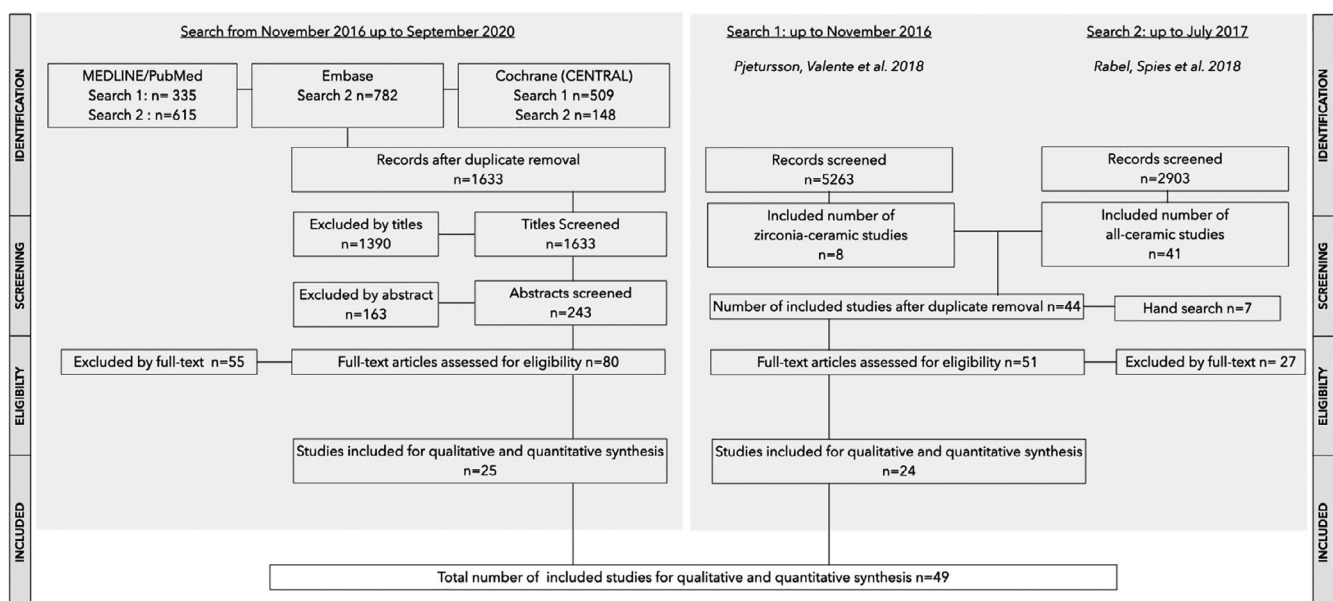 IDENTIFICATION
SCREENING
ELIGIBILTY
INCLUDED
Search from November 2016 up to September 2020
MEDLINE/PubMed
Search 1: n= 335
Search 2 : n=615
Embase
Search 2 n=782
Cochrane (CENTRAL)
Search 1 n=509
Search 2 n=148
Records after duplicate removal
n=1633
Excluded by titles
n=1390
Titles Screened
n=1633
Excluded by abstract
n=163
Abstracts screened
n=243
Excluded by full-text n=55
Full-text articles assessed for eligibility n=80
Studies included for qualitative and quantitative synthesis
n=25
Search 1: up to November 2016
Pjetursson, Valente et al. 2018
Search 2: up to July 2017
Rabel, Spies et al. 2018
Records screened
n=5263
Records screened
n=2903
Included number of
zirconia-ceramic studies
n=8
Included number of
all-ceramic studies
n=41
Number of included studies after duplicate removal n=44
Hand search n=7
Full-text articles assessed for eligibility n=51
Excluded by full-text n= 27
Studies included for qualitative and quantitative synthesis
n=24
Total number of included studies for qualitative and quantitative synthesis n=49
IDENTIFICATION
SCREENING
ELIGIBILTY
INCLUDED